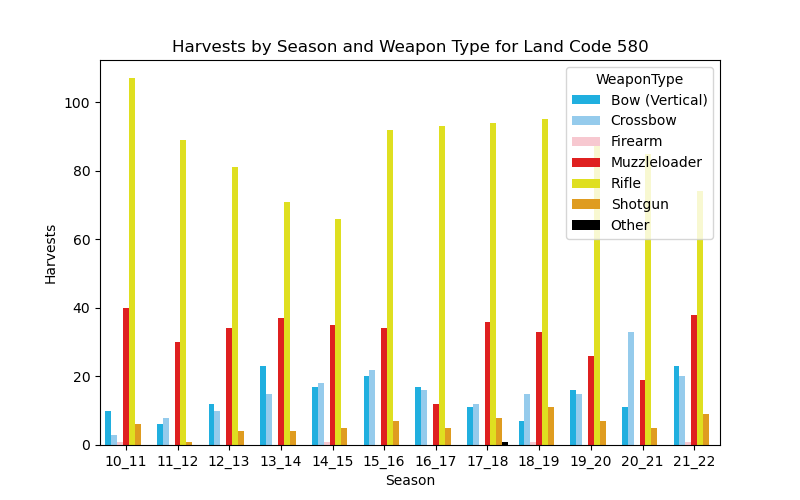 Harvests by Season and Weapon Type for Land Code 580
WeaponType
Bow (Vertical)
Crossbow
Firearm
Muzzleloader
Rifle
Shotgun
Other
Harvests
100
80
60
40
20
0
10_11 11_12 12_13 13_14 14_15 15_16 16_17 17_18 18_19 19_20 20_21 21_22
Season